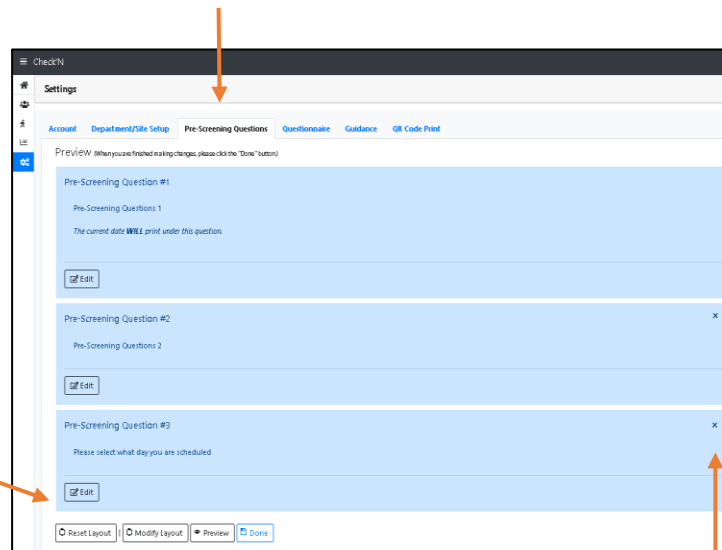 Check'N
Settings
Account Department/Site Setup Pre-Screening Questions Questionnaire Guidance QR Code Print
Preview (When you are finished making changes, please click the "Done" button)
Pre-Screening Question #1
Pre-Screening Questions 1
The current date WILL print under this question.
Edit
Pre-Screening Question #2 x
Pre-Screening Questions 2
Edit
Pre-Screening Question #3 x
Please select what day you are scheduled
Edit
Reset Layout | Modify Layout Preview Done